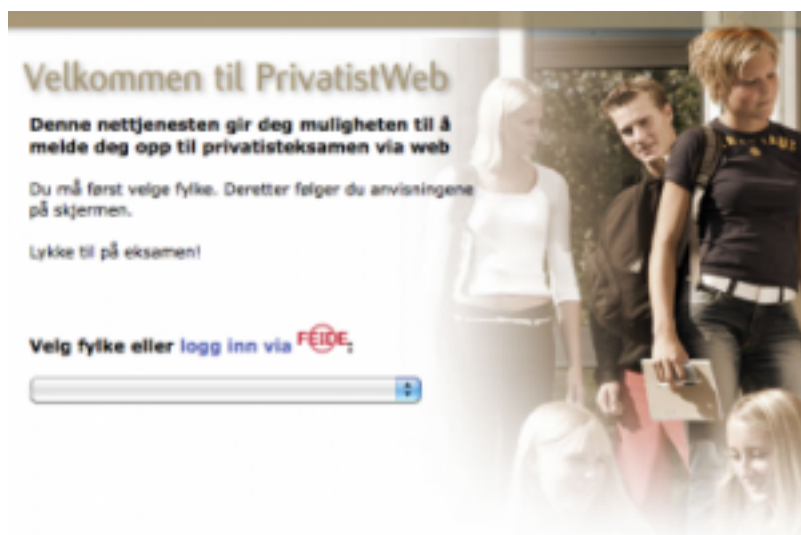 Velkommen til PrivatistWeb
Denne nettjenesten gir deg muligheten til å
melde deg opp til privatisteksamen via web
Du må først velge fylke. Deretter følger du anvisningene
på skjermen.
Lykke til på eksamen!
Velg fylke eller logg inn via FEIDE: